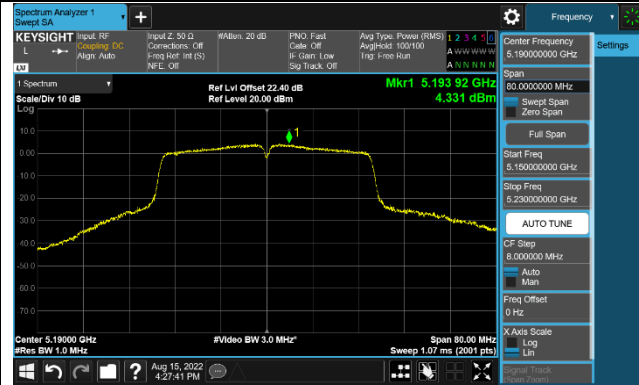 Spectrum Analyzer 1
Swept SA
+
Frequency
KEYSIGHT
L
Input: RF
Coupling: DC
Align: Auto
LXI
Input Z: 50 Ω
Corrections: Off
Freq Ref: Int (S)
NFE: Off
#Atten: 20 dB
PNO: Fast
Gate: Off
IF Gain: Low
Sig Track: Off
Avg Type: Power (RMS)
Avg|Hold: 100/100
Trig: Free Run
1 2 3 4 5 6
A W W W W W
A N N N N N
1 Spectrum
Scale/Div 10 dB
Log
Ref Lvl Offset 22.40 dB
Ref Level 20.00 dBm
Mkr1 5.193 92 GHz
4.331 dBm
1
10.0
0.00
-10.0
-20.0
-30.0
-40.0
-50.0
-60.0
-70.0
Center 5.19000 GHz
#Res BW 1.0 MHz
#Video BW 3.0 MHz*
Span 80.00 MHz
Sweep 1.07 ms (2001 pts)
?
Aug 15, 2022
4:27:41 PM
Center Frequency
5.190000000 GHz
Settings
Span
80.0000000 MHz
Swept Span
Zero Span
Full Span
Start Freq
5.150000000 GHz
Stop Freq
5.230000000 GHz
AUTO TUNE
CF Step
8.000000 MHz
Auto
Man
Freq Offset
0 Hz
X Axis Scale
Log
Lin
Signal Track
(Span Zoom)